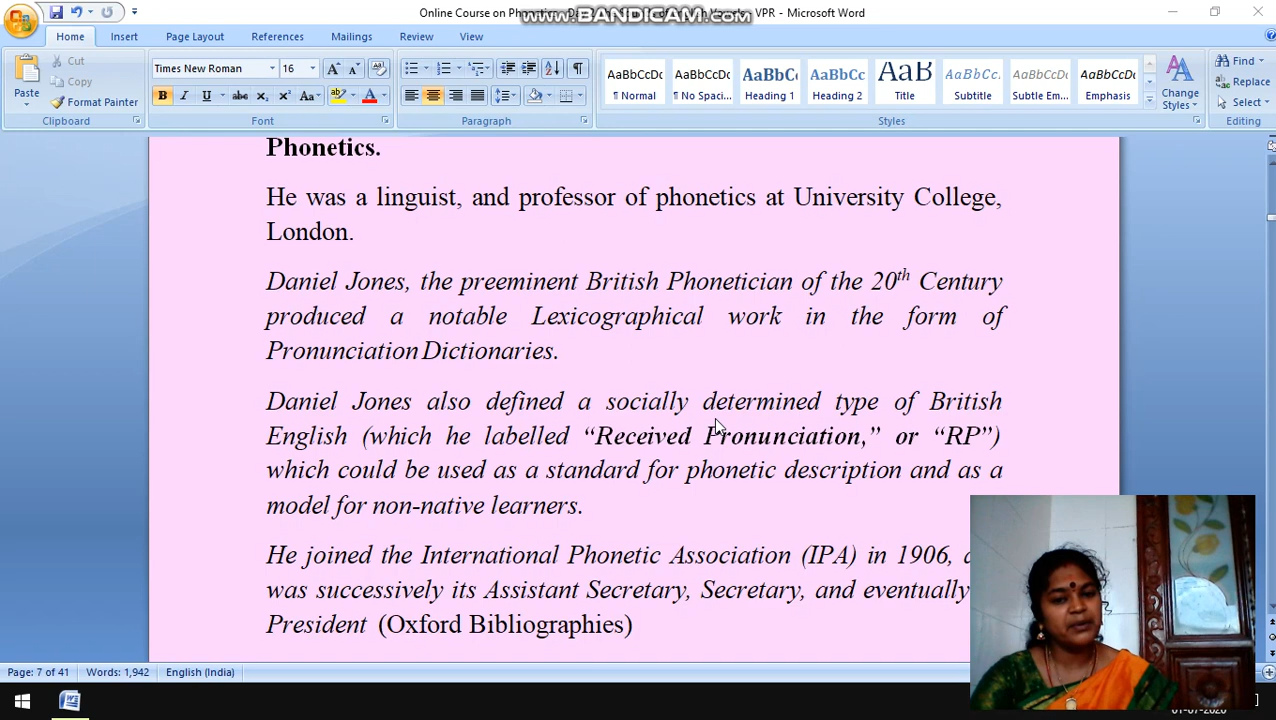 Online Course on Phon
VPR - Microsoft Word
www.BANDICAM.com
Home Insert Page Layout References Mailings Review View
Cut
Copy
Format Painter
Paste
Clipboard
Times New Roman 16
Font
Paragraph
AaBbCcDc AaBbCcDc AaBbC AaBbCc AaB AaBbCc. AaBbCcDc AaBbCcDc
¶ Normal ¶ No Spaci... Heading 1 Heading 2 Title Subtitle Subtle Em... Emphasis
Change
Styles
Styles
Find
Replace
Select
Editing
Phonetics.
He was a linguist, and professor of phonetics at University College,
London.
Daniel Jones, the preeminent British Phonetician of the 20th Century
produced a notable Lexicographical work in the form of
Pronunciation Dictionaries.
Daniel Jones also defined a socially determined type of British
English (which he labelled “Received Pronunciation,” or “RP”)
which could be used as a standard for phonetic description and as a
model for non-native learners.
He joined the International Phonetic Association (IPA) in 1906,
was successively its Assistant Secretary, Secretary, and eventually
President (Oxford Bibliographies)
Page: 7 of 41 Words: 1,942 English (India)
01-07-2020